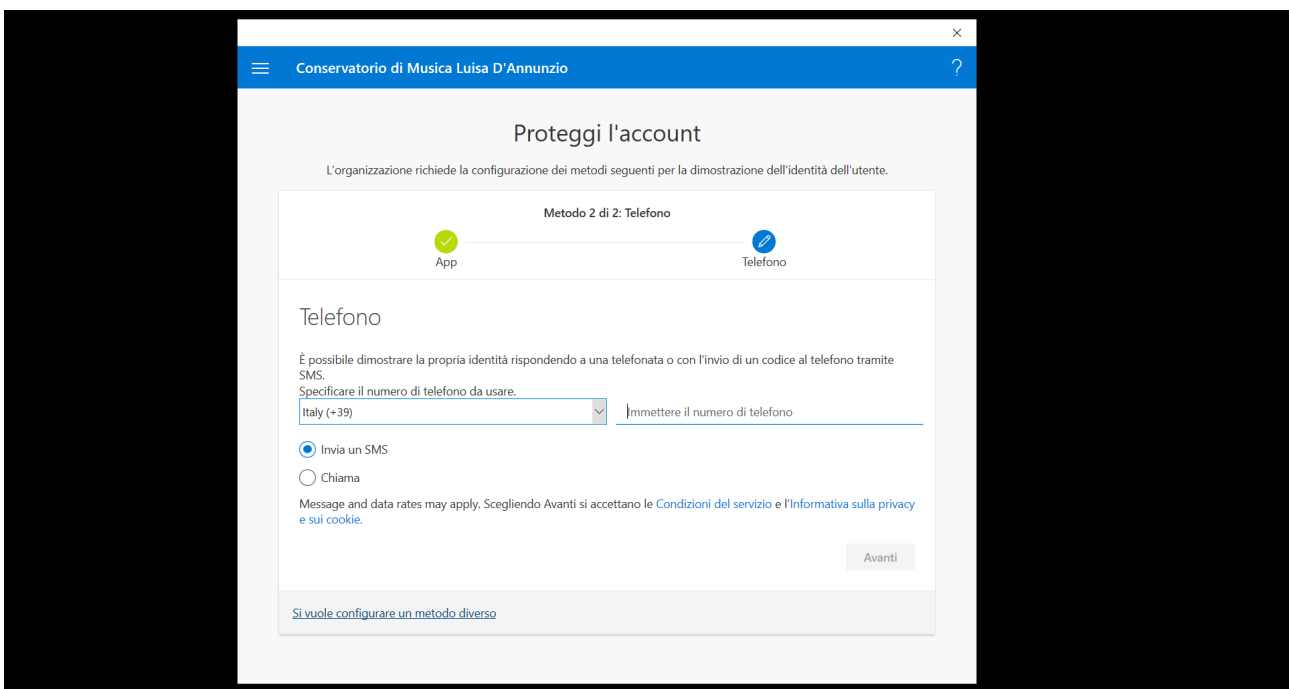 Conservatorio di Musica Luisa D'Annunzio
?
Proteggi l'account
L'organizzazione richiede la configurazione dei metodi seguenti per la dimostrazione dell'identità dell'utente.
Metodo 2 di 2: Telefono
App
Telefono
Telefono
È possibile dimostrare la propria identità rispondendo a una telefonata o con l'invio di un codice al telefono tramite
SMS.
Specificare il numero di telefono da usare.
Italy (+39)
Immettere il numero di telefono
Invia un SMS
Chiama
Message and data rates may apply. Scegliendo Avanti si accettano le Condizioni del servizio e l'Informativa sulla privacy
e sui cookie.
Avanti
Si vuole configurare un metodo diverso